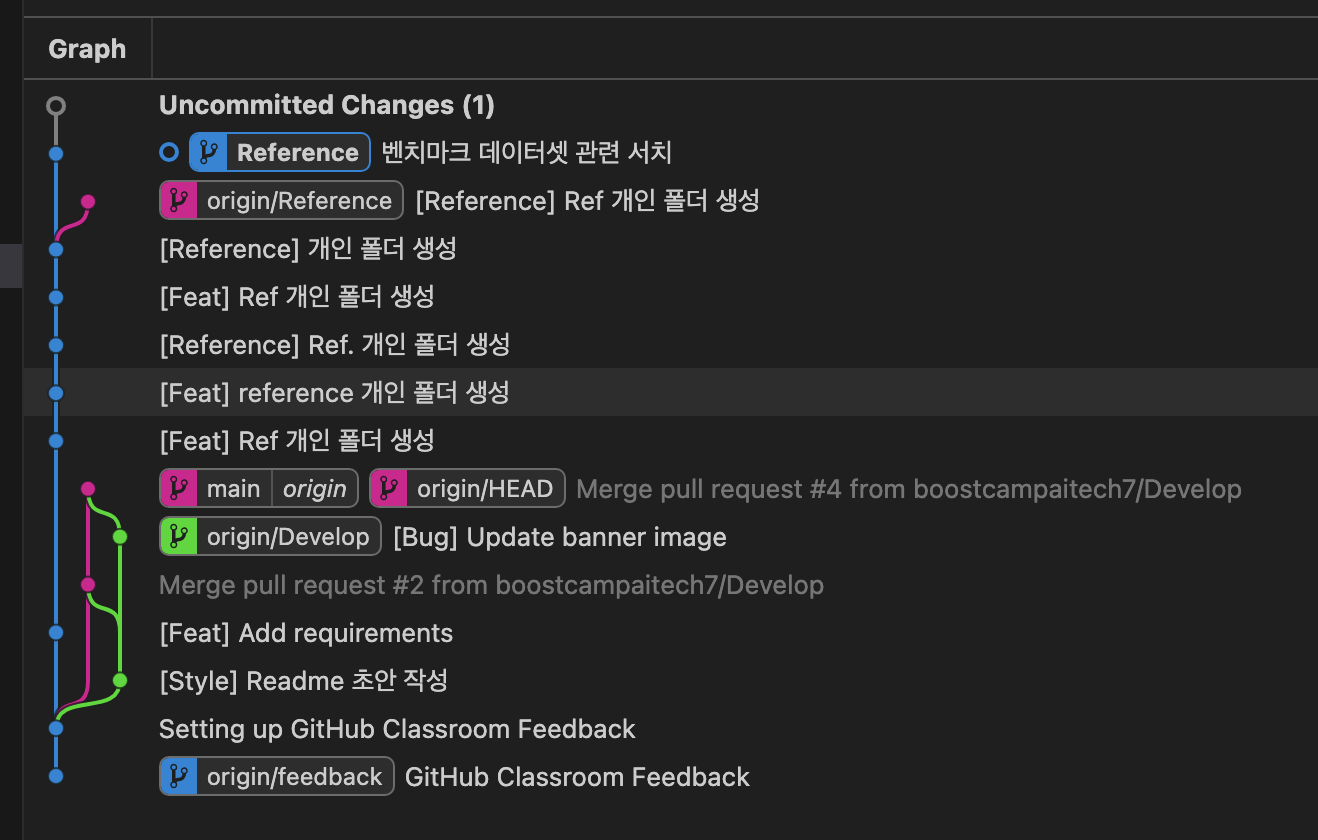 Graph
Uncommitted Changes (1)
Reference 벤치마크 데이터셋 관련 서치
origin/Reference [Reference] Ref 개인 폴더 생성
[Reference] 개인 폴더 생성
[Feat] Ref 개인 폴더 생성
[Reference] Ref. 개인 폴더 생성
[Feat] reference 개인 폴더 생성
[Feat] Ref 개인 폴더 생성
main origin origin/HEAD Merge pull request #4 from boostcampaitech7/Develop
origin/Develop [Bug] Update banner image
Merge pull request #2 from boostcampaitech7/Develop
[Feat] Add requirements
[Style] Readme 초안 작성
Setting up GitHub Classroom Feedback
origin/feedback GitHub Classroom Feedback